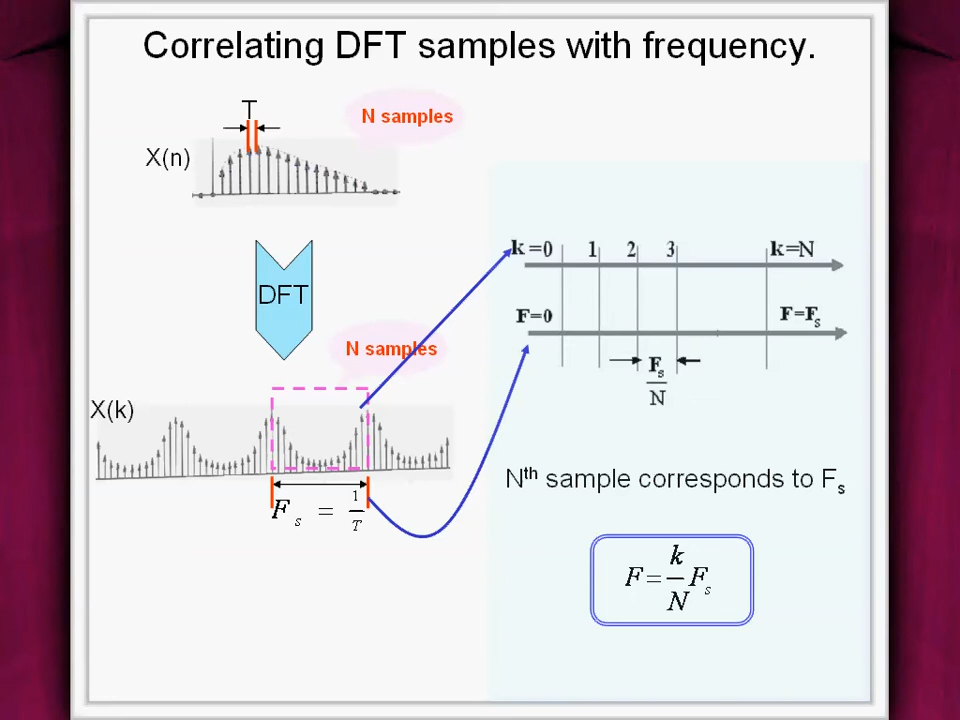 Correlating DFT samples with frequency.
T
N samples
X(n)
DFT
N samples
X(k)
F s = 1/T
k=0 1 2 3 k=N
F=0 F=Fs
Fs/N
Nth sample corresponds to Fs
F = k/N Fs